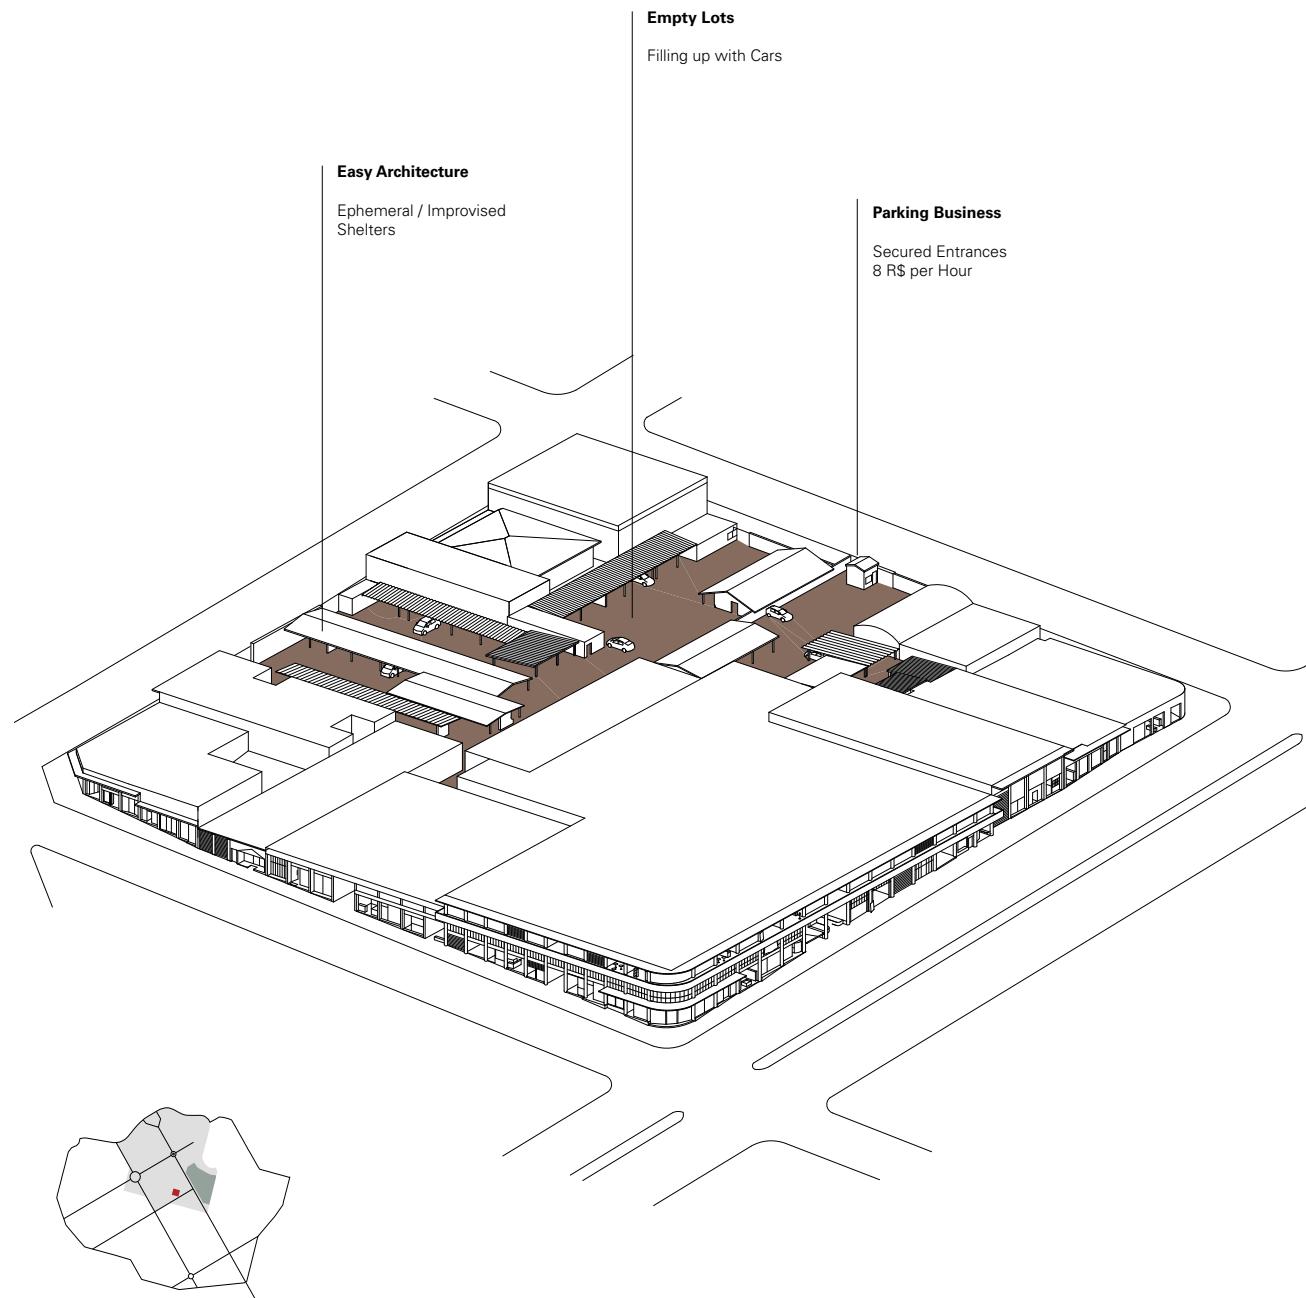 Empty Lots
Filling up with Cars
Easy Architecture
Ephemeral / Improvised
Shelters
Parking Business
Secured Entrances
8 R$ per Hour